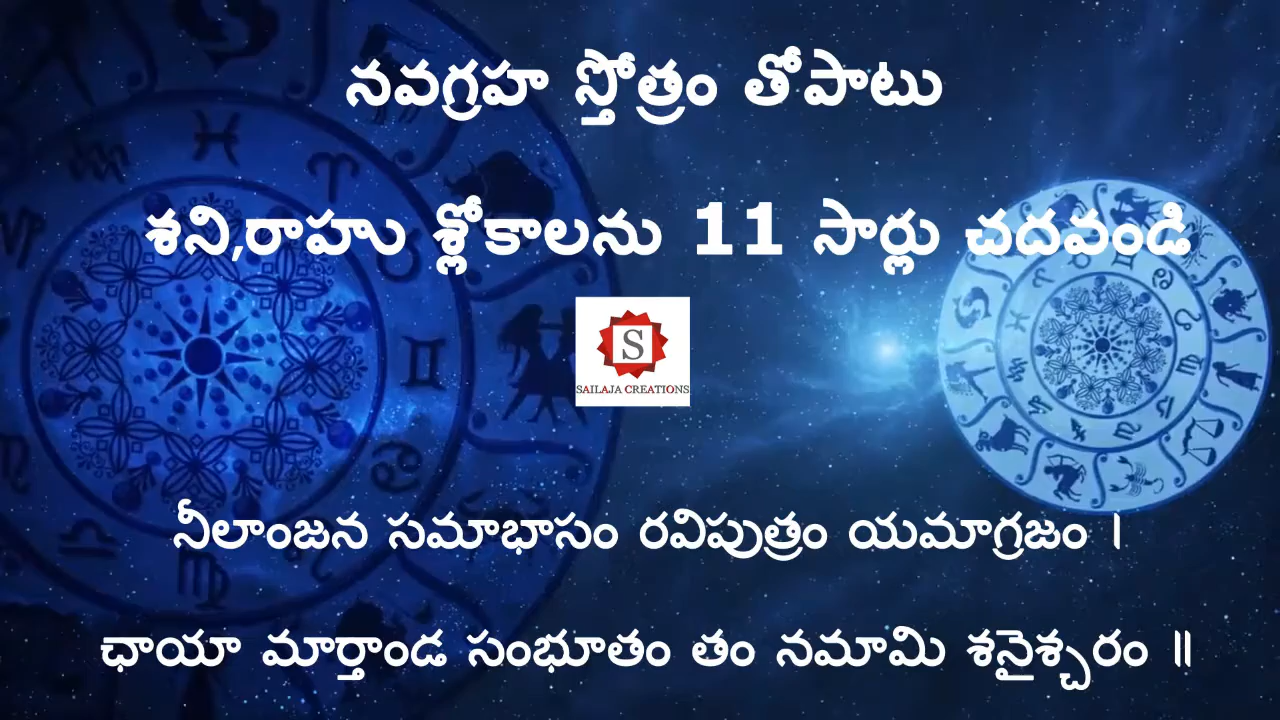 నవగ్రహ స్తోత్రం తోపాటు
శని,రాహు శ్లోకాలను 11 సార్లు చదవండి
S
SAILAJA CREATIONS
నీలాంజన సమాభాసం రవిపుత్రం యమాగ్రజం ।
ఛాయా మార్తాండ సంభూతం తం నమామి శనైశ్చరం ॥